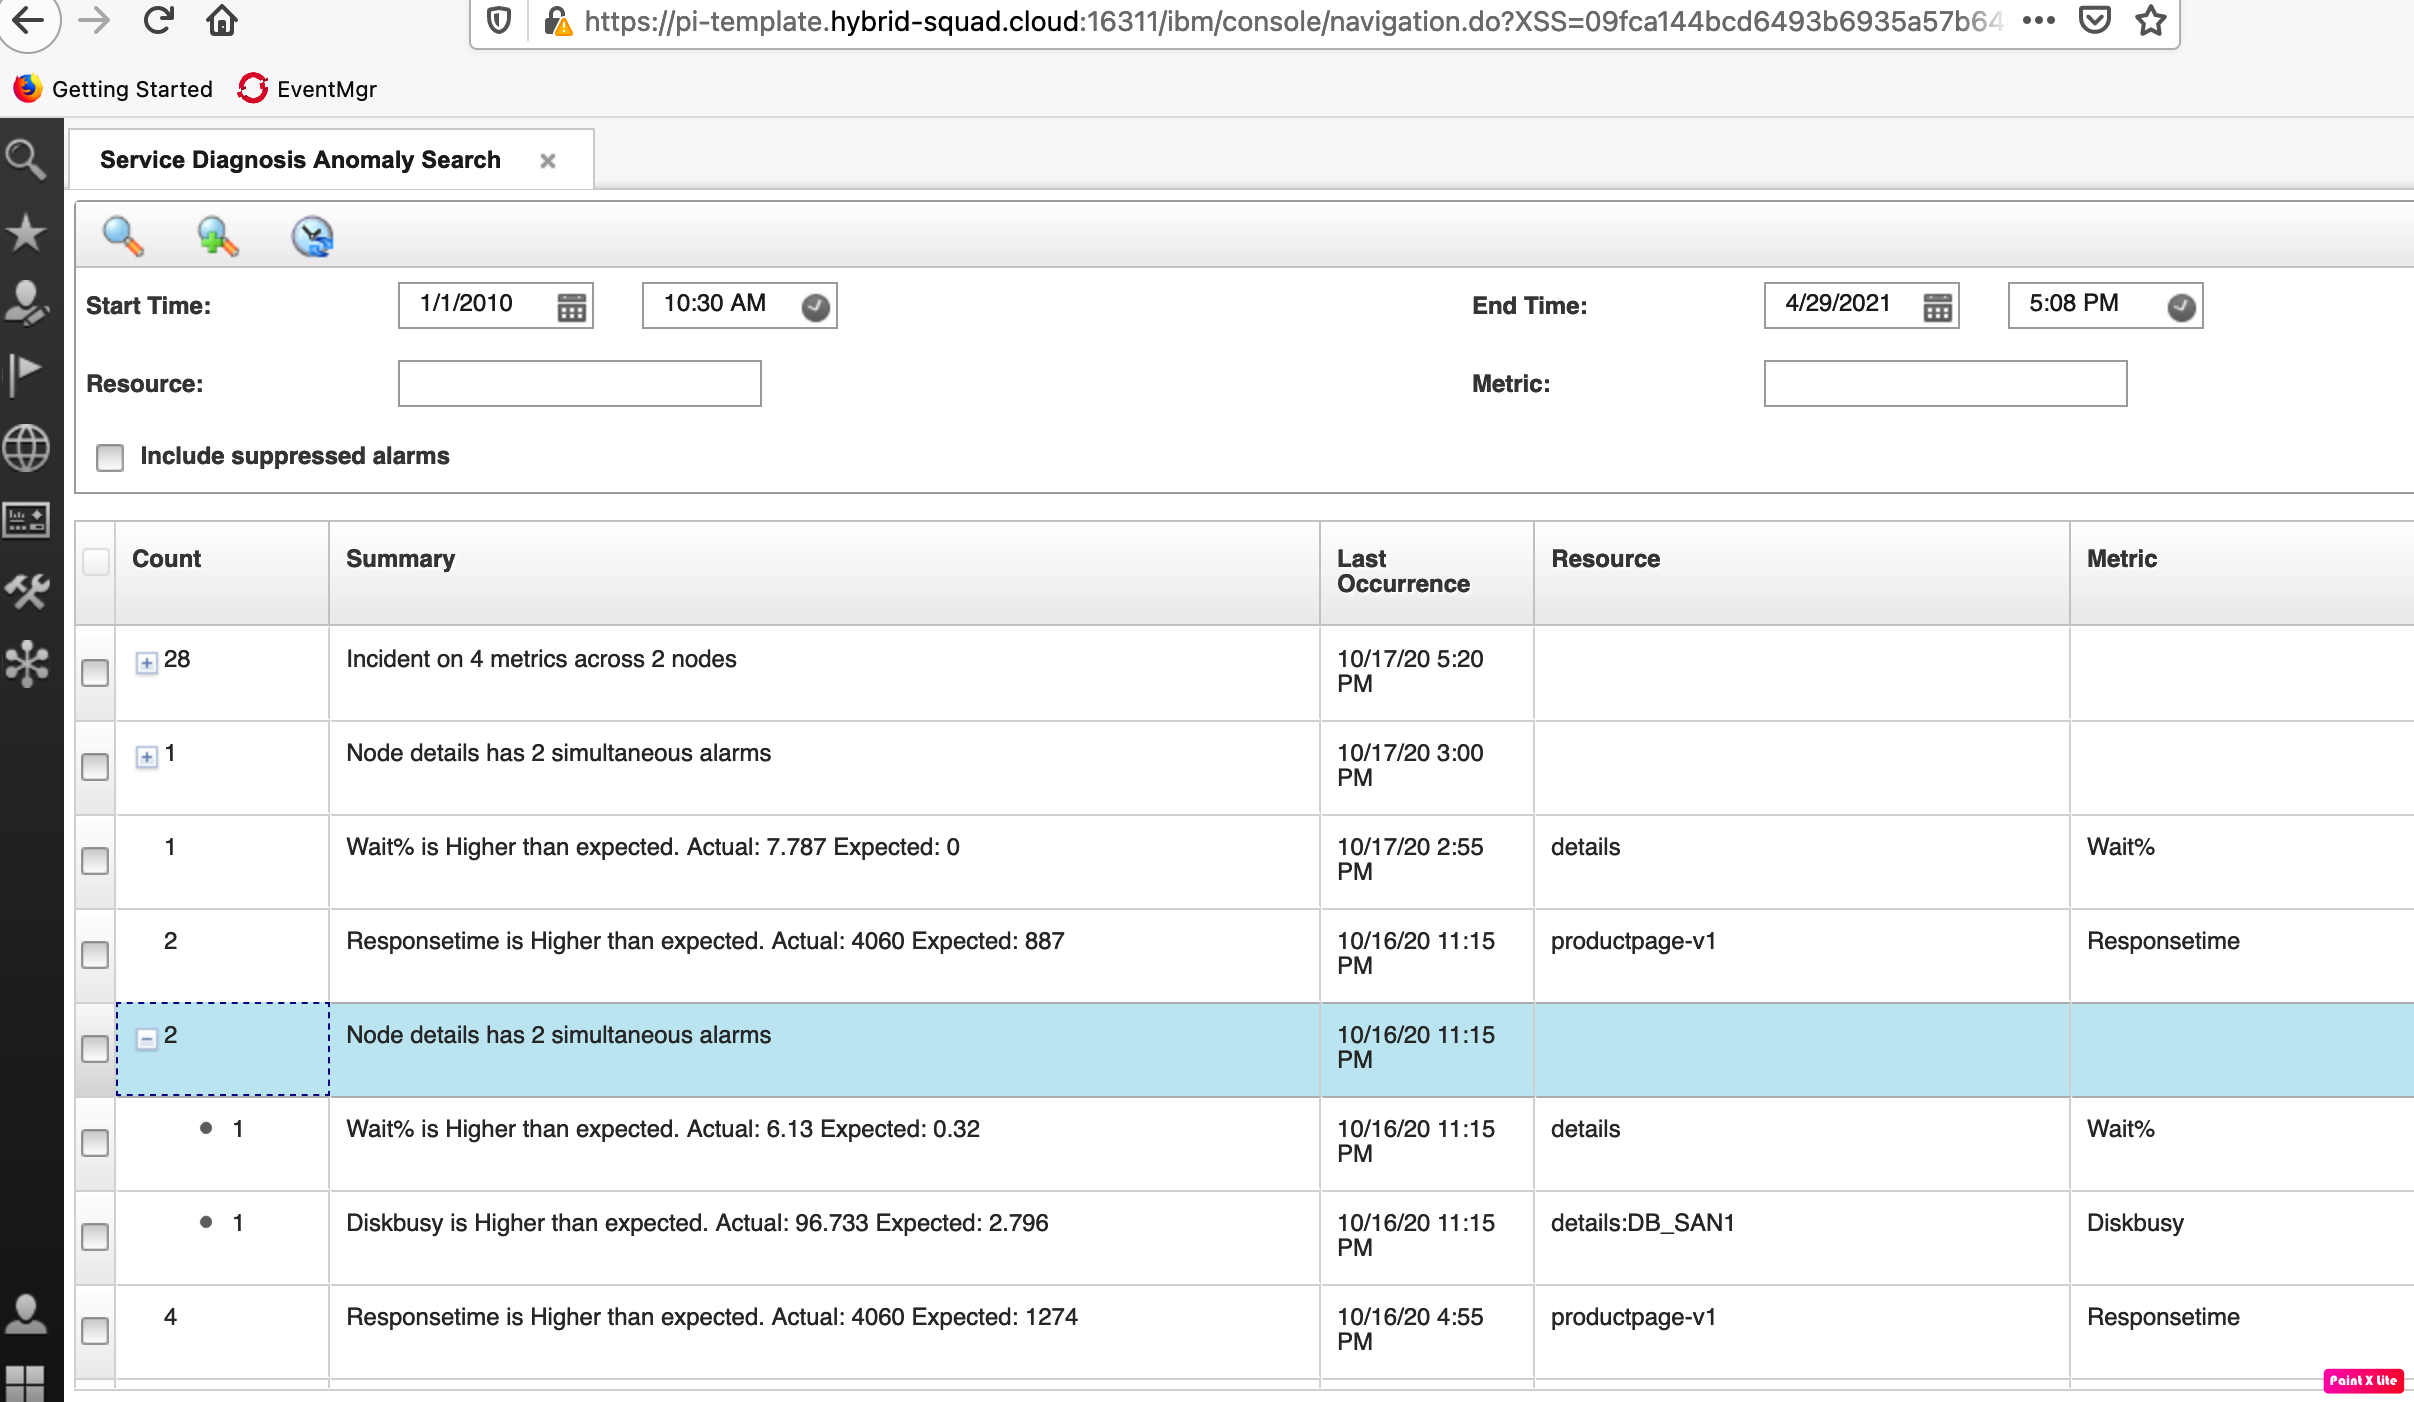 https://pi-template.hybrid-squad.cloud:16311/ibm/console/navigation.do?XSS=09fca144bcd6493b6935a57b64
Getting Started EventMgr
Service Diagnosis Anomaly Search
Start Time: 1/1/2010 10:30 AM End Time: 4/29/2021 5:08 PM
Resource: Metric:
Include suppressed alarms
Count Summary Last Occurrence Resource Metric
28 Incident on 4 metrics across 2 nodes 10/17/20 5:20 PM
1 Node details has 2 simultaneous alarms 10/17/20 3:00 PM
1 Wait% is Higher than expected. Actual: 7.787 Expected: 0 10/17/20 2:55 PM details Wait%
2 Responsetime is Higher than expected. Actual: 4060 Expected: 887 10/16/20 11:15 PM productpage-v1 Responsetime
2 Node details has 2 simultaneous alarms 10/16/20 11:15 PM
1 Wait% is Higher than expected. Actual: 6.13 Expected: 0.32 10/16/20 11:15 PM details Wait%
1 Diskbusy is Higher than expected. Actual: 96.733 Expected: 2.796 10/16/20 11:15 PM details:DB_SAN1 Diskbusy
4 Responsetime is Higher than expected. Actual: 4060 Expected: 1274 10/16/20 4:55 PM productpage-v1 Responsetime
Paint X Lite